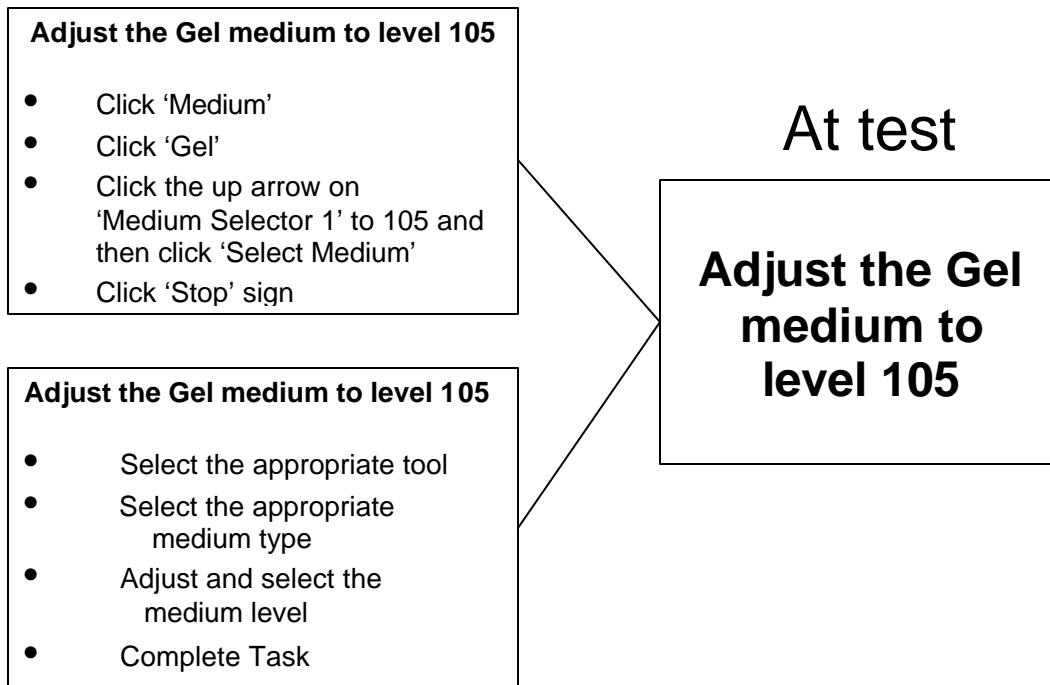 Adjust the Gel medium to level 105
• Click ‘Medium’
• Click ‘Gel’
• Click the up arrow on
‘Medium Selector 1’ to 105 and
then click ‘Select Medium’
• Click ‘Stop’ sign
Adjust the Gel medium to level 105
• Select the appropriate tool
• Select the appropriate
medium type
• Adjust and select the
medium level
• Complete Task
At test
Adjust the Gel
medium to
level 105